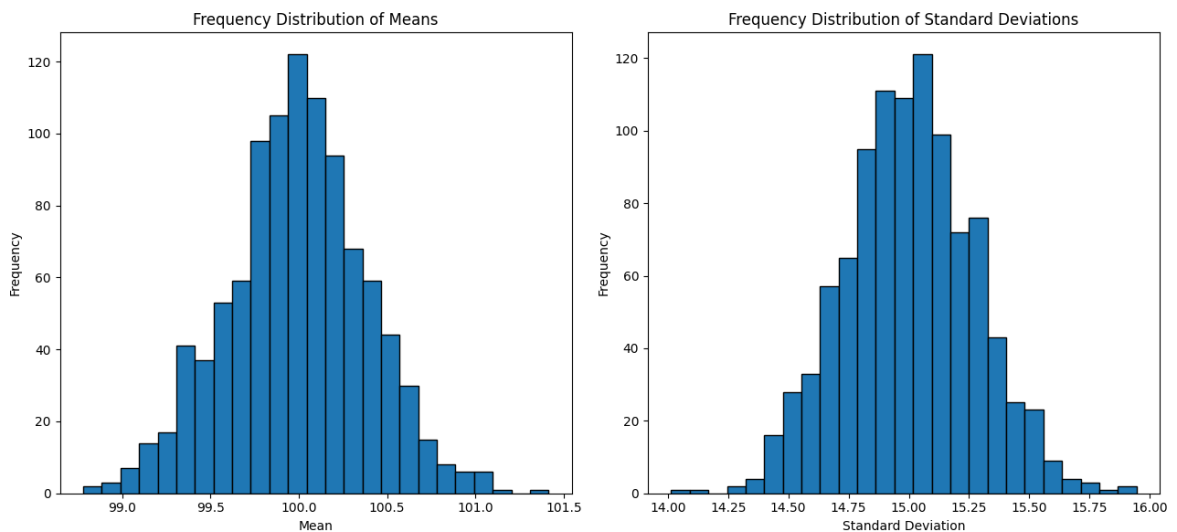 Frequency Distribution of Means
120
100
80
60
40
20
0
Frequency
99.0 99.5 100.0 100.5 101.0 101.5
Mean
Frequency Distribution of Standard Deviations
120
100
80
60
40
20
0
Frequency
14.00 14.25 14.50 14.75 15.00 15.25 15.50 15.75 16.00
Standard Deviation